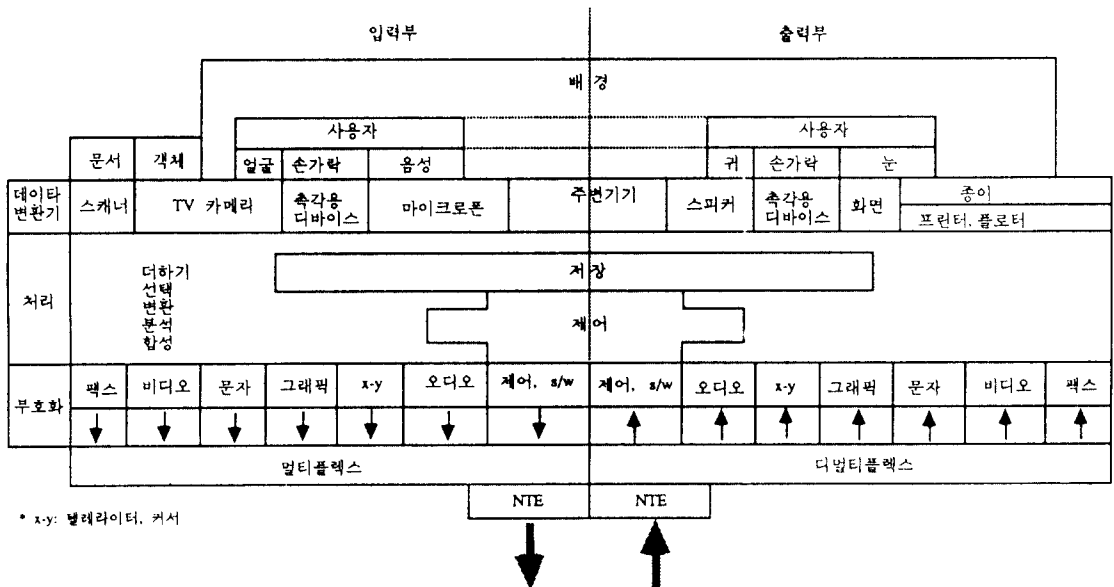 입력부 출력부
배 경
사용자 사용자
문서 객체 얼굴 손가락 음성 귀 손가락 눈
데이타 변환기 스캐너 TV 카메라 촉각용 디바이스 마이크로폰 주변기기 스피커 촉각용 디바이스 화면 종이
프린터, 플로터
처리
더하기
선택
변환
분석
합성
저 장
제어
부호화 팩스 비디오 문자 그래픽 x-y 오디오 제어, s/w 제어, s/w 오디오 x-y 그래픽 문자 비디오 팩스
멀티플렉스 디멀티플렉스
NTE NTE
* x-y: 텔레라이터, 커서